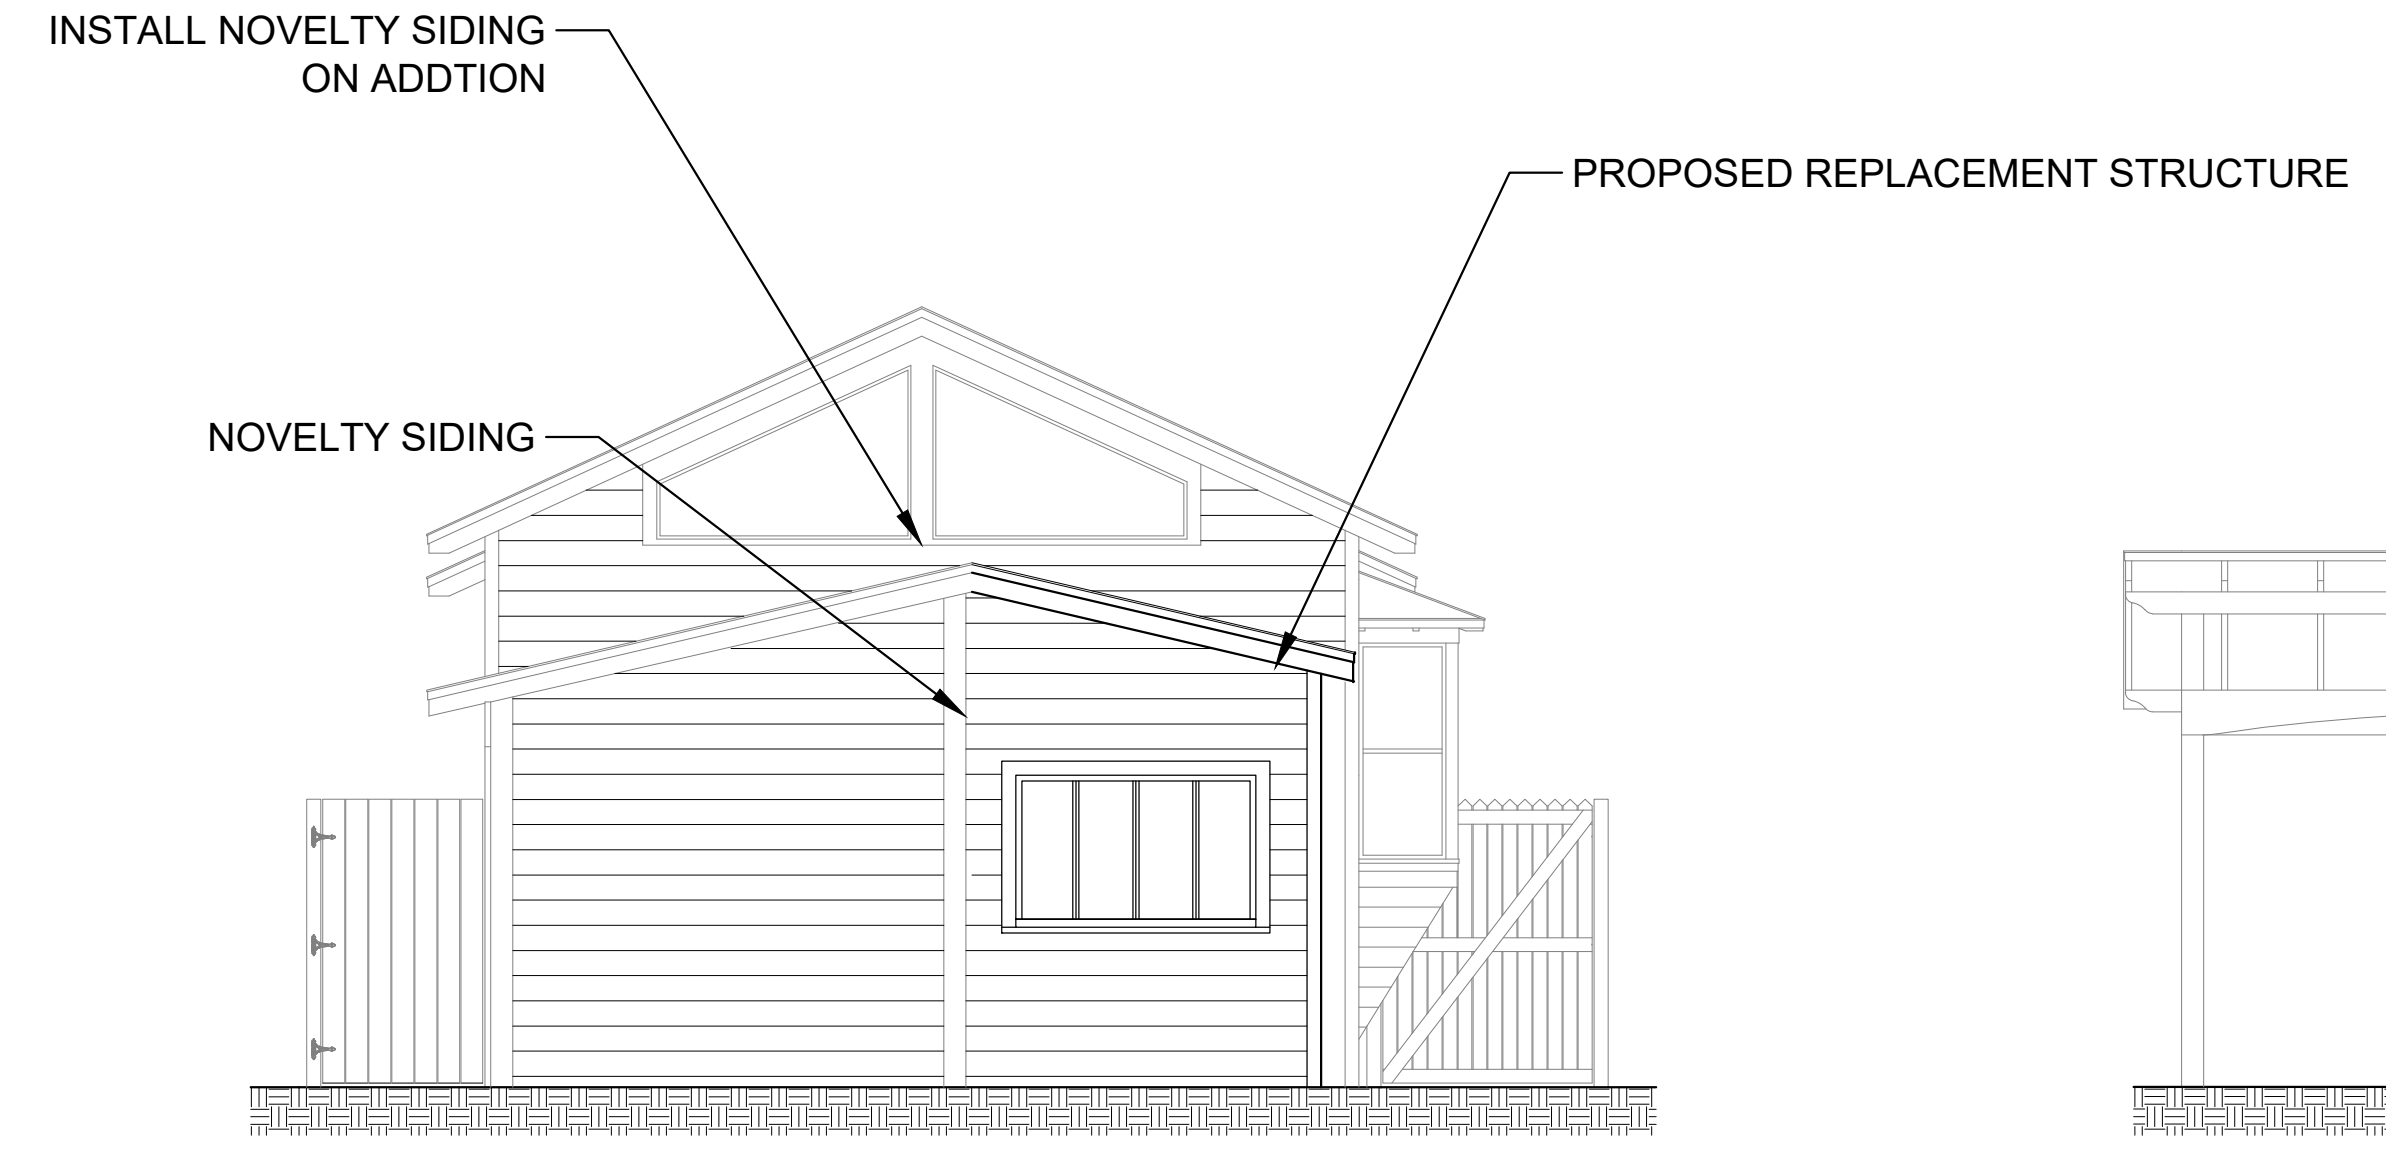 INSTALL NOVELTY SIDING
ON ADDTION
PROPOSED REPLACEMENT STRUCTURE
NOVELTY SIDING